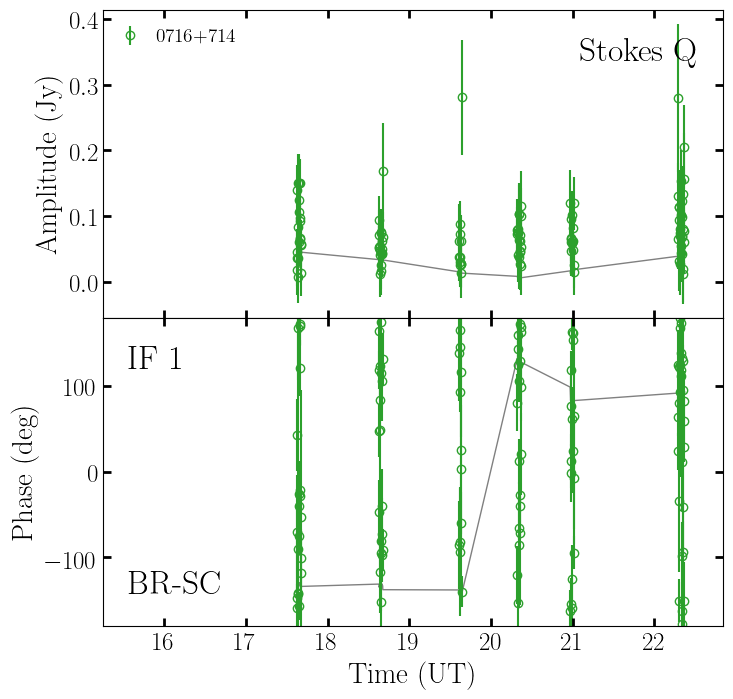 0716+714
Stokes Q
Amplitude (Jy)
0.4
0.3
0.2
0.1
0.0
IF 1
BR-SC
Phase (deg)
100
0
−100
16 17 18 19 20 21 22
Time (UT)